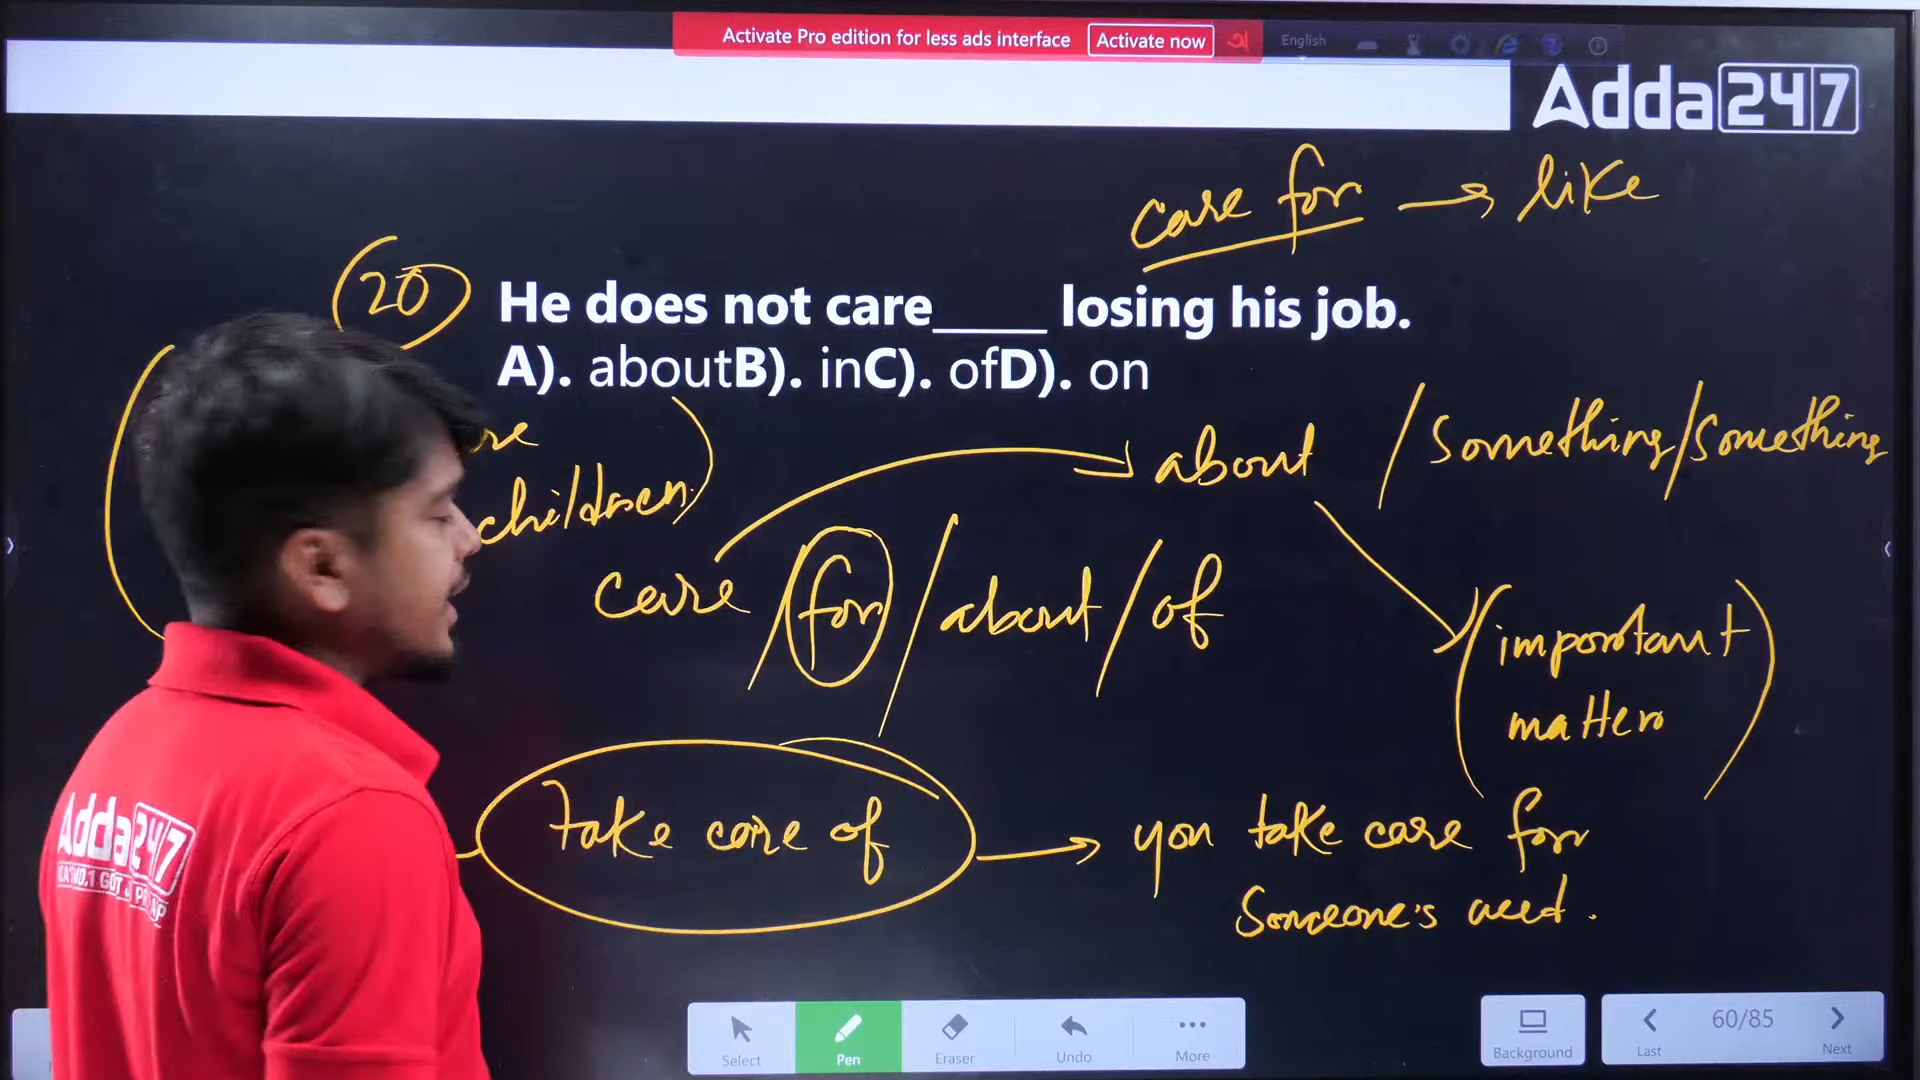 Activate Pro edition for less ads interface Activate now অ English
Adda247
care for → like
20 He does not care____ losing his job.
A). aboutB). inC). ofD). on
children
about / something/something
care / for / about / of
important
matter
take care of → you take care for
Someone's need.
Adda247
Select Pen Eraser Undo More
Background
Last 60/85 Next